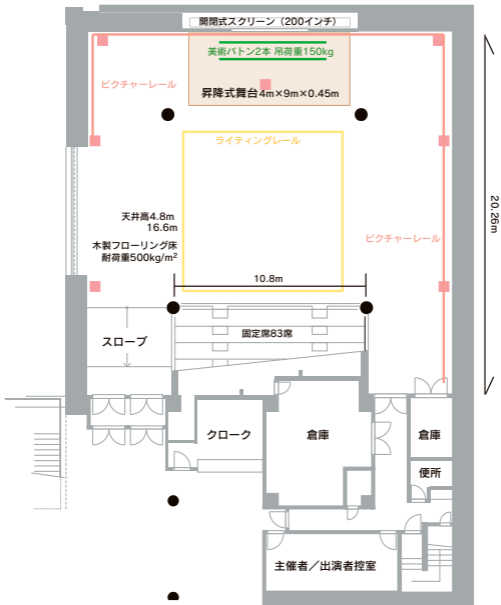 開閉式スクリーン（200インチ）
美術バトン2本 吊荷重150kg
ピクチャーレール
昇降式舞台4m×9m×0.45m
ライティングレール
天井高4.8m
16.6m
木製フローリング床
耐荷重500kg/m²
ピクチャーレール
20.26m
10.8m
スロープ
固定席83席
クローク
倉庫
倉庫
便所
主催者／出演者控室